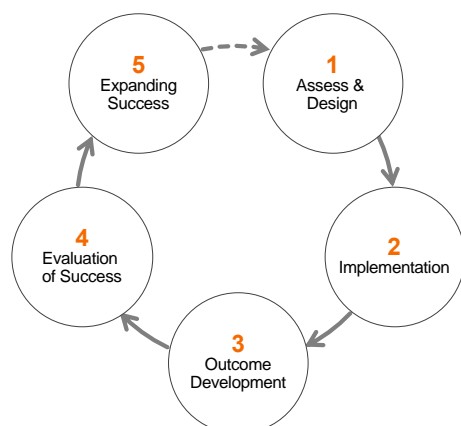 1
Assess &
Design
2
Implementation
3
Outcome
Development
4
Evaluation
of Success
5
Expanding
Success